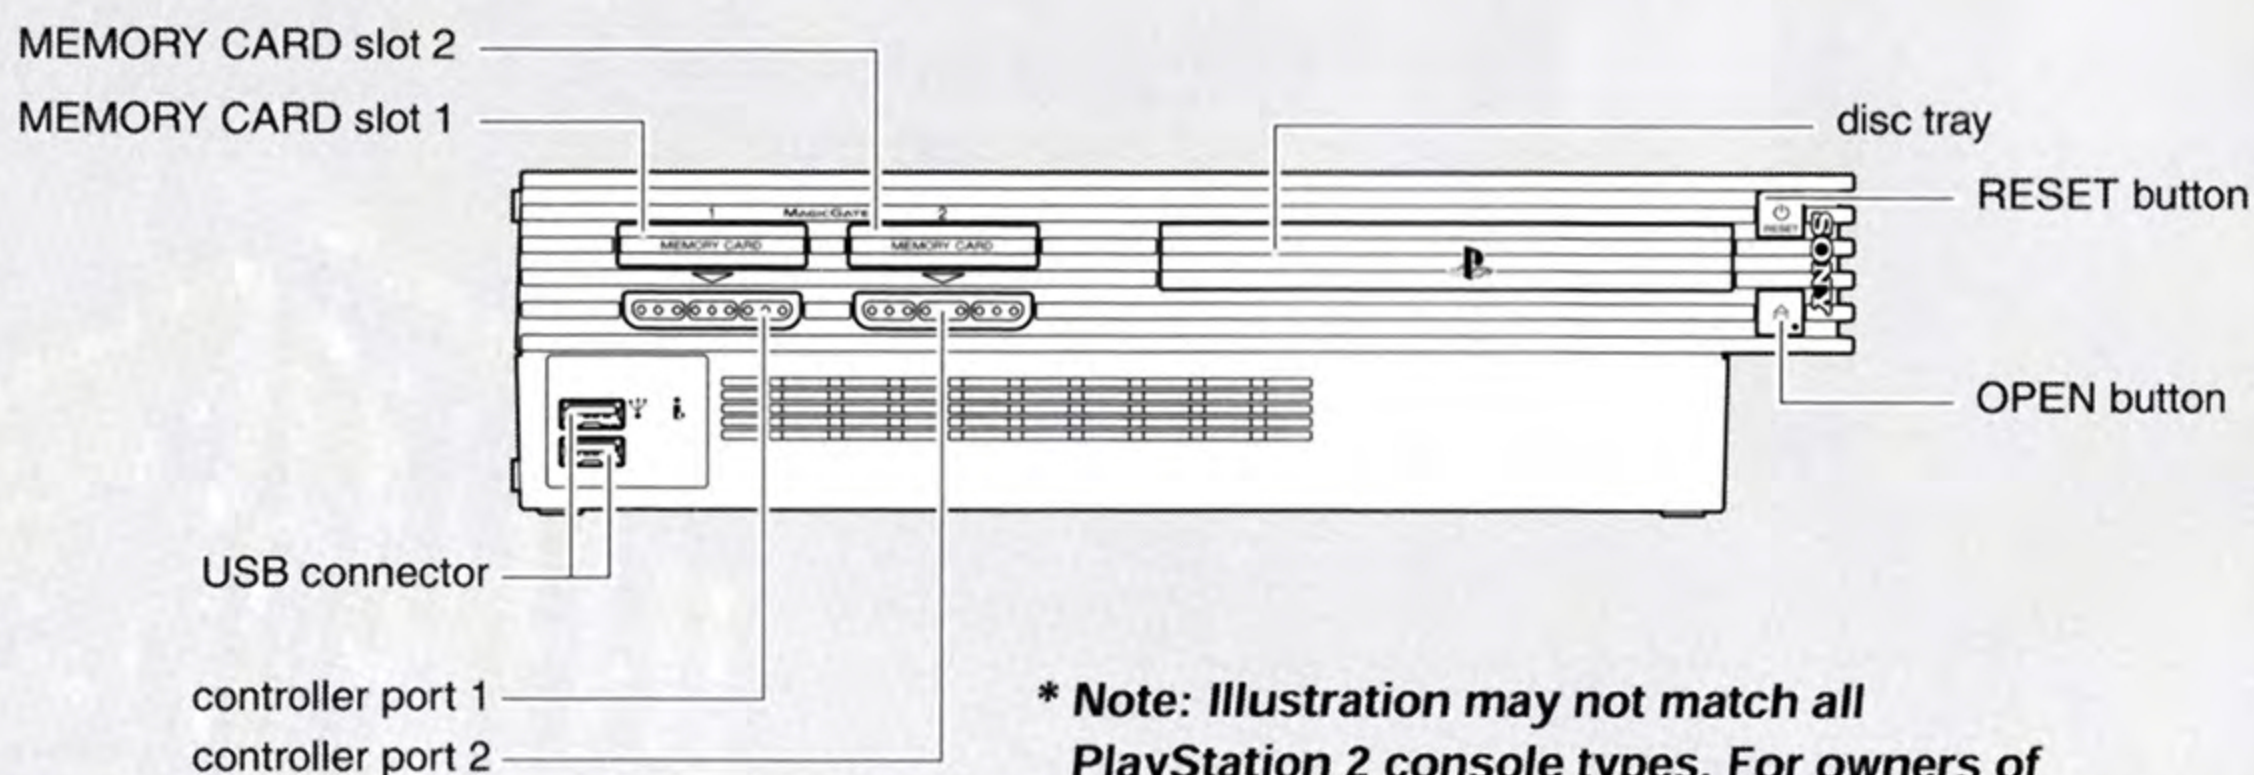 MEMORY CARD slot 2
MEMORY CARD slot 1
disc tray
RESET button
1 MAGICGATE 2
MEMORY CARD MEMORY CARD
RESET
SONY
OPEN button
USB connector
controller port 1
controller port 2
* Note: Illustration may not match all
PlayStation 2 console types. For owners of